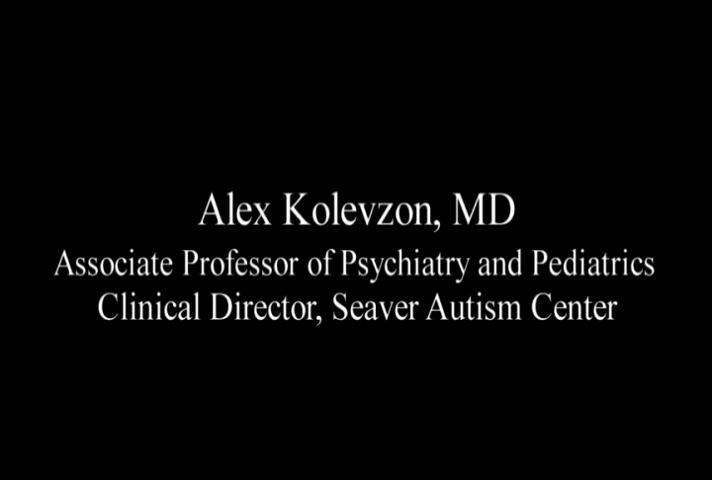 Alex Kolevzon, MD
Associate Professor of Psychiatry and Pediatrics
Clinical Director, Seaver Autism Center